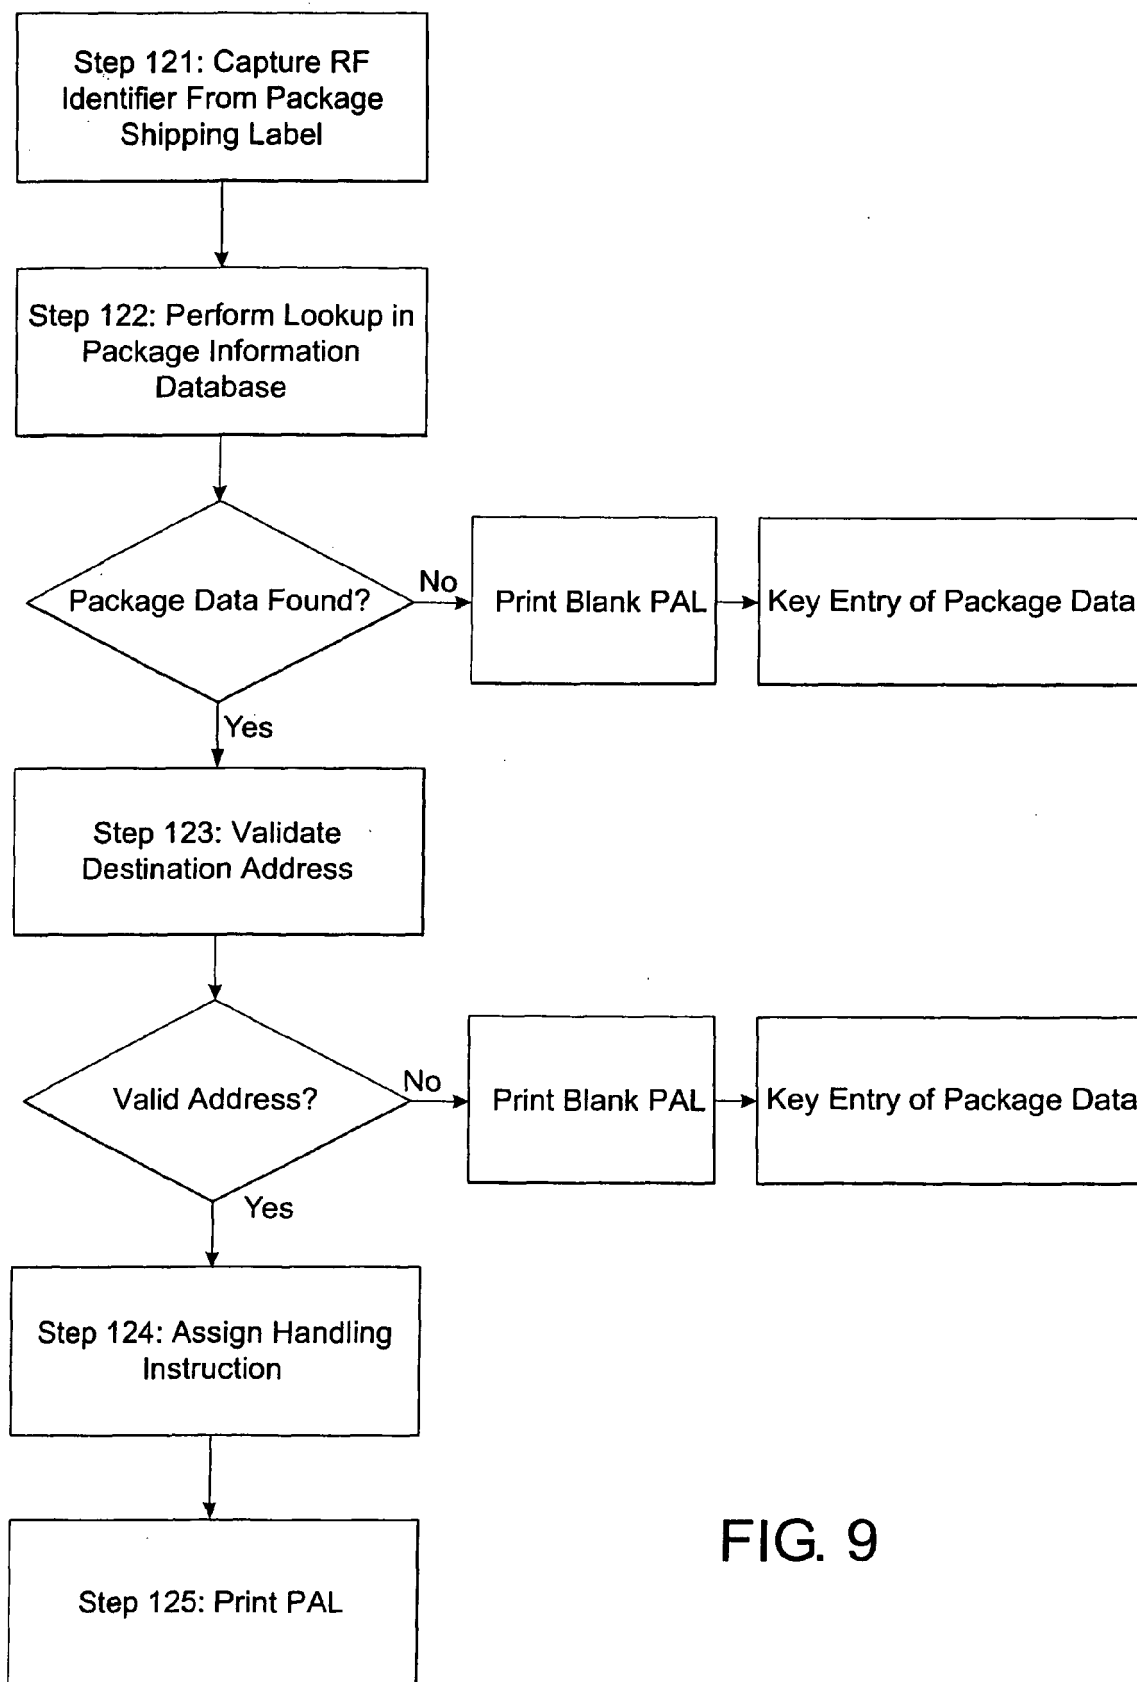 Step 121: Capture RF
Identifier From Package
Shipping Label
Step 122: Perform Lookup in
Package Information
Database
Package Data Found?
No
Print Blank PAL
Key Entry of Package Data
Yes
Step 123: Validate
Destination Address
Valid Address?
No
Print Blank PAL
Key Entry of Package Data
Yes
Step 124: Assign Handling
Instruction
Step 125: Print PAL
FIG. 9